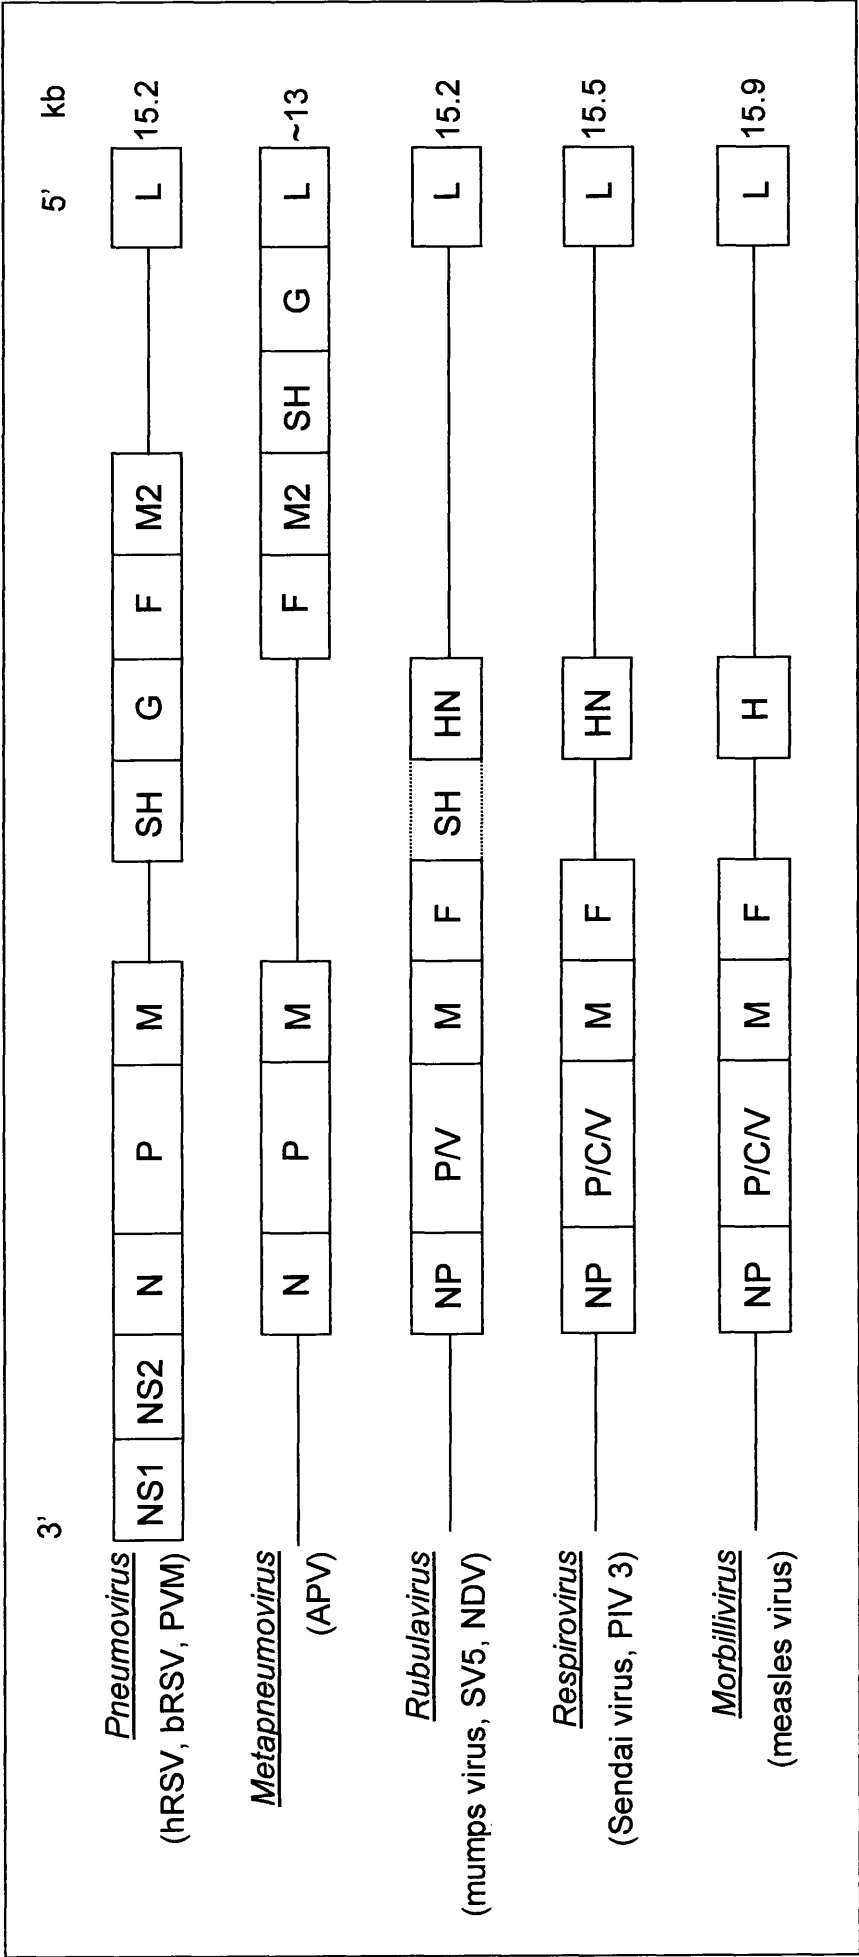 3' 5' kb
Pneumovirus NS1 NS2 N P M SH G F M2 L 15.2
(hRSV, bRSV, PVM)
Metapneumovirus N P M F M2 SH G L ~13
(APV)
Rubulavirus NP P/V M F SH HN L 15.2
(mumps virus, SV5, NDV)
Respirovirus NP P/C/V M F HN L 15.5
(Sendai virus, PIV 3)
Morbillivirus NP P/C/V M F H L 15.9
(measles virus)